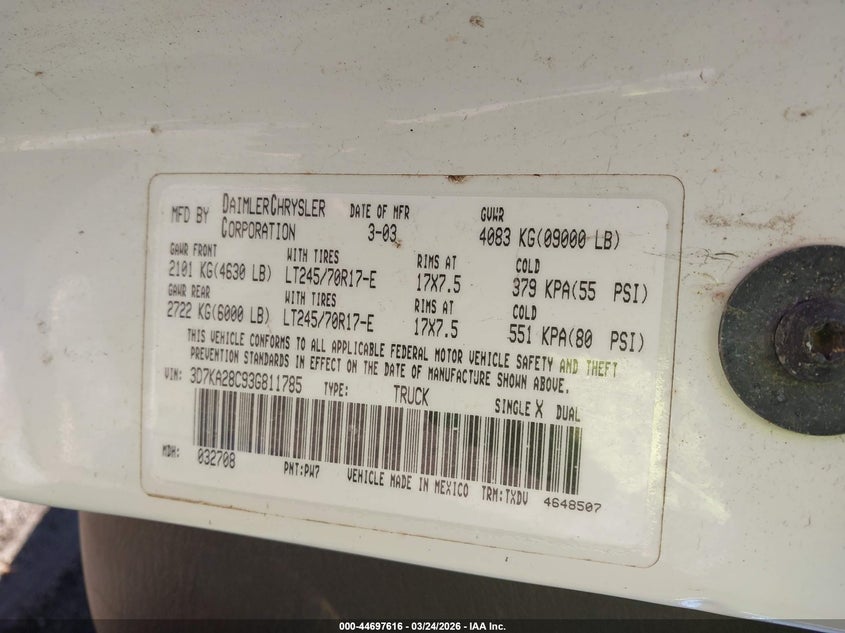 MFD BY DAIMLERCHRYSLER CORPORATION DATE OF MFR 3-03 GVWR 4083 KG(09000 LB)
GAWR FRONT WITH TIRES RIMS AT COLD
2101 KG(4630 LB) LT245/70R17-E 17X7.5 379 KPA(55 PSI)
GAWR REAR WITH TIRES RIMS AT COLD
2722 KG(6000 LB) LT245/70R17-E 17X7.5 551 KPA(80 PSI)
THIS VEHICLE CONFORMS TO ALL APPLICABLE FEDERAL MOTOR VEHICLE SAFETY AND THEFT
PREVENTION STANDARDS IN EFFECT ON THE DATE OF MANUFACTURE SHOWN ABOVE.
VIN: 3D7KA28C93G811785 TYPE: TRUCK SINGLE X DUAL
MDH: 032708 PNT:PW7 VEHICLE MADE IN MEXICO TRM:TXDV 4648507
000-44697616 - 03/24/2026 - IAA Inc.